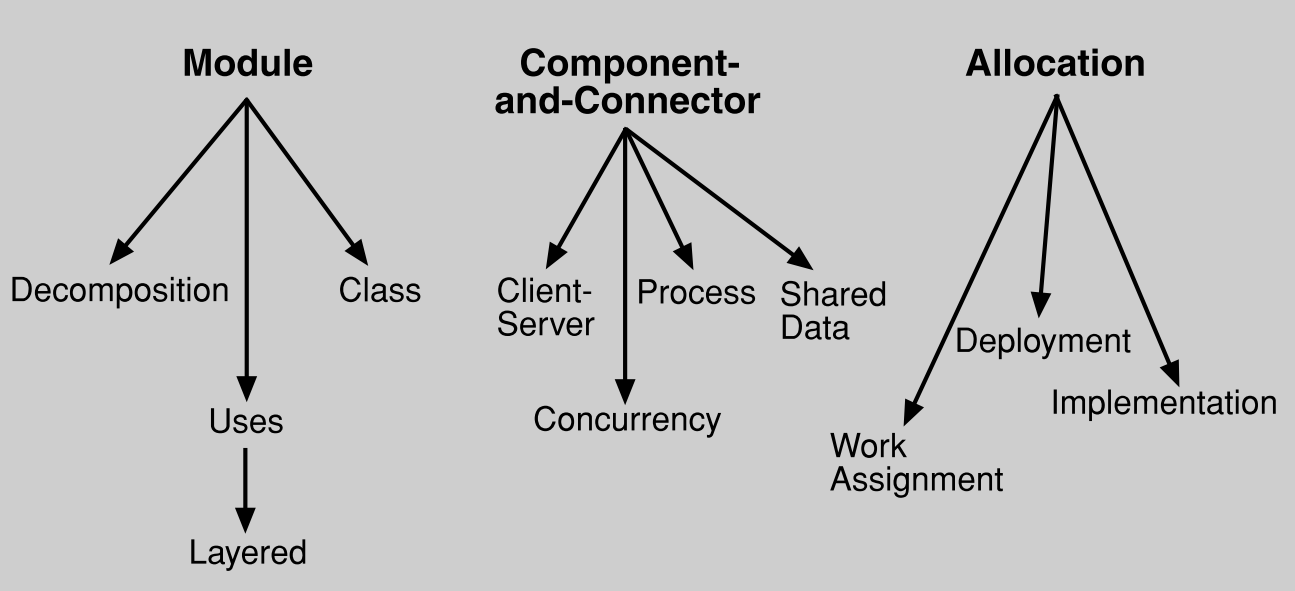 Module
Decomposition
Class
Uses
Layered
Component-
and-Connector
Client-
Server
Process
Shared
Data
Concurrency
Allocation
Deployment
Implementation
Work
Assignment